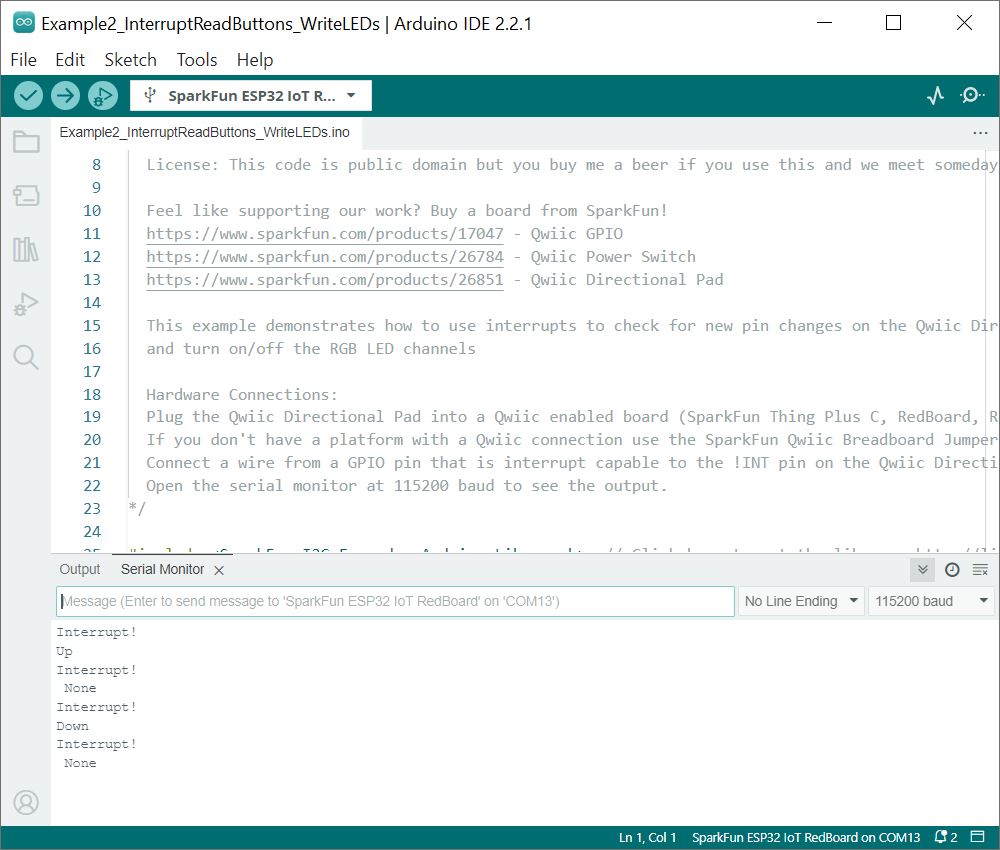 Example2_InterruptReadButtons_WriteLEDs | Arduino IDE 2.2.1
File Edit Sketch Tools Help
SparkFun ESP32 IoT R...
Example2_InterruptReadButtons_WriteLEDs.ino
8 License: This code is public domain but you buy me a beer if you use this and we meet someday
9
10 Feel like supporting our work? Buy a board from SparkFun!
11 https://www.sparkfun.com/products/17047 - Qwiic GPIO
12 https://www.sparkfun.com/products/26784 - Qwiic Power Switch
13 https://www.sparkfun.com/products/26851 - Qwiic Directional Pad
14
15 This example demonstrates how to use interrupts to check for new pin changes on the Qwiic Dir
16 and turn on/off the RGB LED channels
17
18 Hardware Connections:
19 Plug the Qwiic Directional Pad into a Qwiic enabled board (SparkFun Thing Plus C, RedBoard, R
20 If you don't have a platform with a Qwiic connection use the SparkFun Qwiic Breadboard Jumper
21 Connect a wire from a GPIO pin that is interrupt capable to the !INT pin on the Qwiic Directi
22 Open the serial monitor at 115200 baud to see the output.
23 */
24
Output Serial Monitor
Message (Enter to send message to 'SparkFun ESP32 IoT RedBoard' on 'COM13') No Line Ending 115200 baud
Interrupt!
Up
Interrupt!
None
Interrupt!
Down
Interrupt!
None
Ln 1, Col 1 SparkFun ESP32 IoT RedBoard on COM13 2